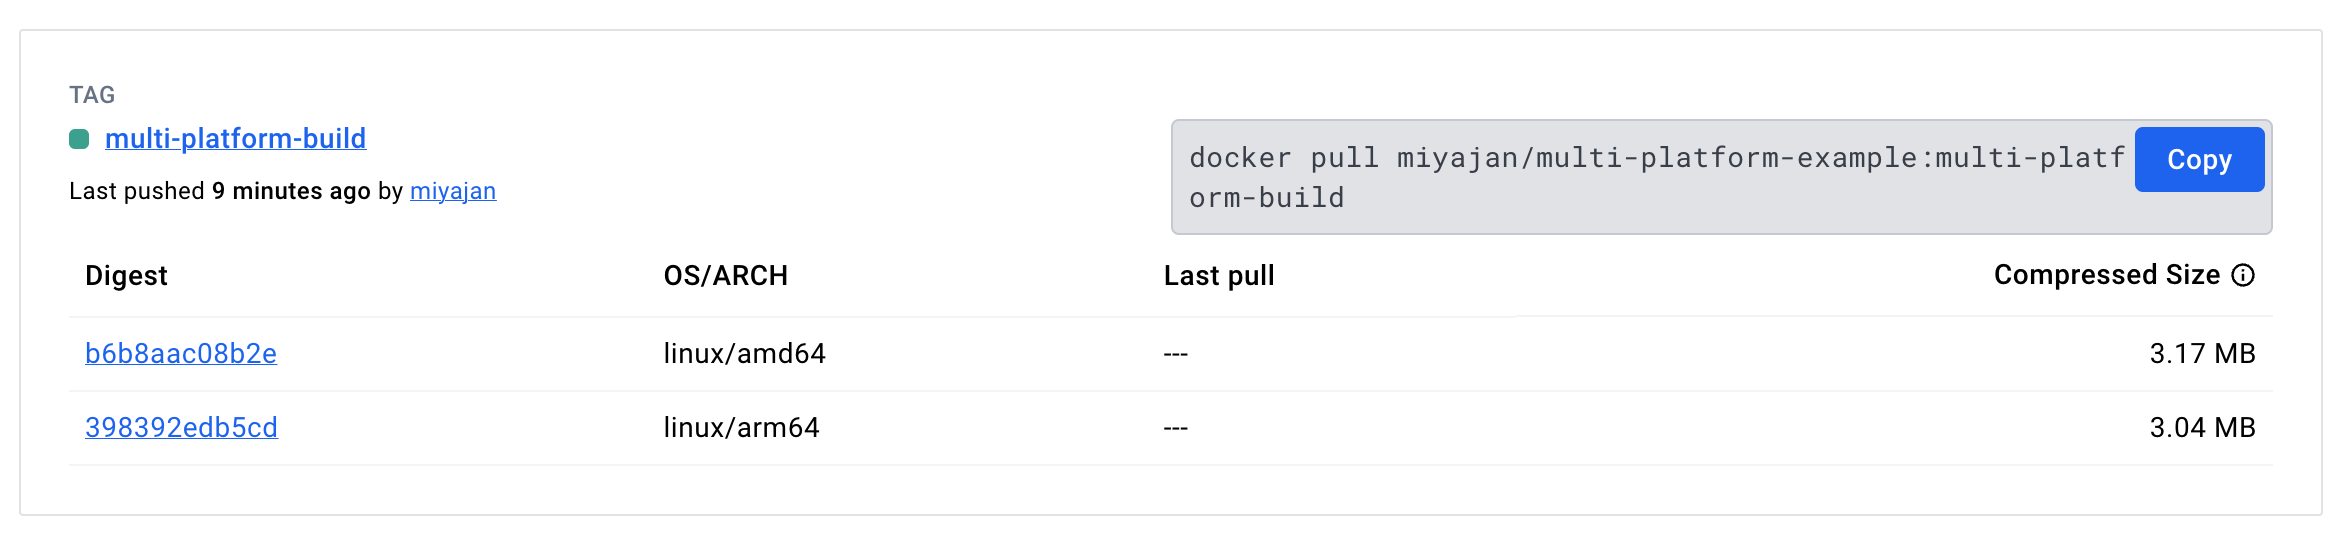 TAG
multi-platform-build
Last pushed 9 minutes ago by miyajan
docker pull miyajan/multi-platform-example:multi-platf
orm-build
Copy
Digest OS/ARCH Last pull Compressed Size
b6b8aac08b2e linux/amd64 --- 3.17 MB
398392edb5cd linux/arm64 --- 3.04 MB